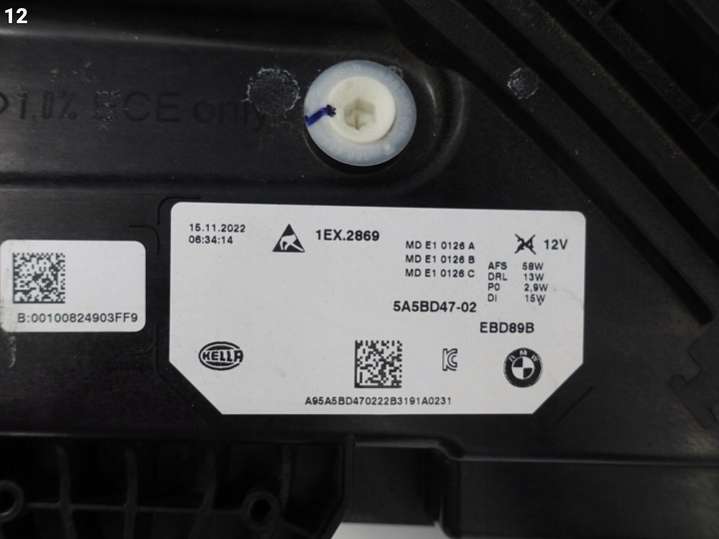 12
1,0% ECE only
15.11.2022
06:34:14
1EX.2869
MD E1 0126 A
MD E1 0126 B
MD E1 0126 C
24 12V
AFS 58W
DRL 13W
P0 2,9W
DI 15W
5A5BD47-02
EBD89B
B:00100824903FF9
HELLA
BMW
A95A5BD470222B3191A0231